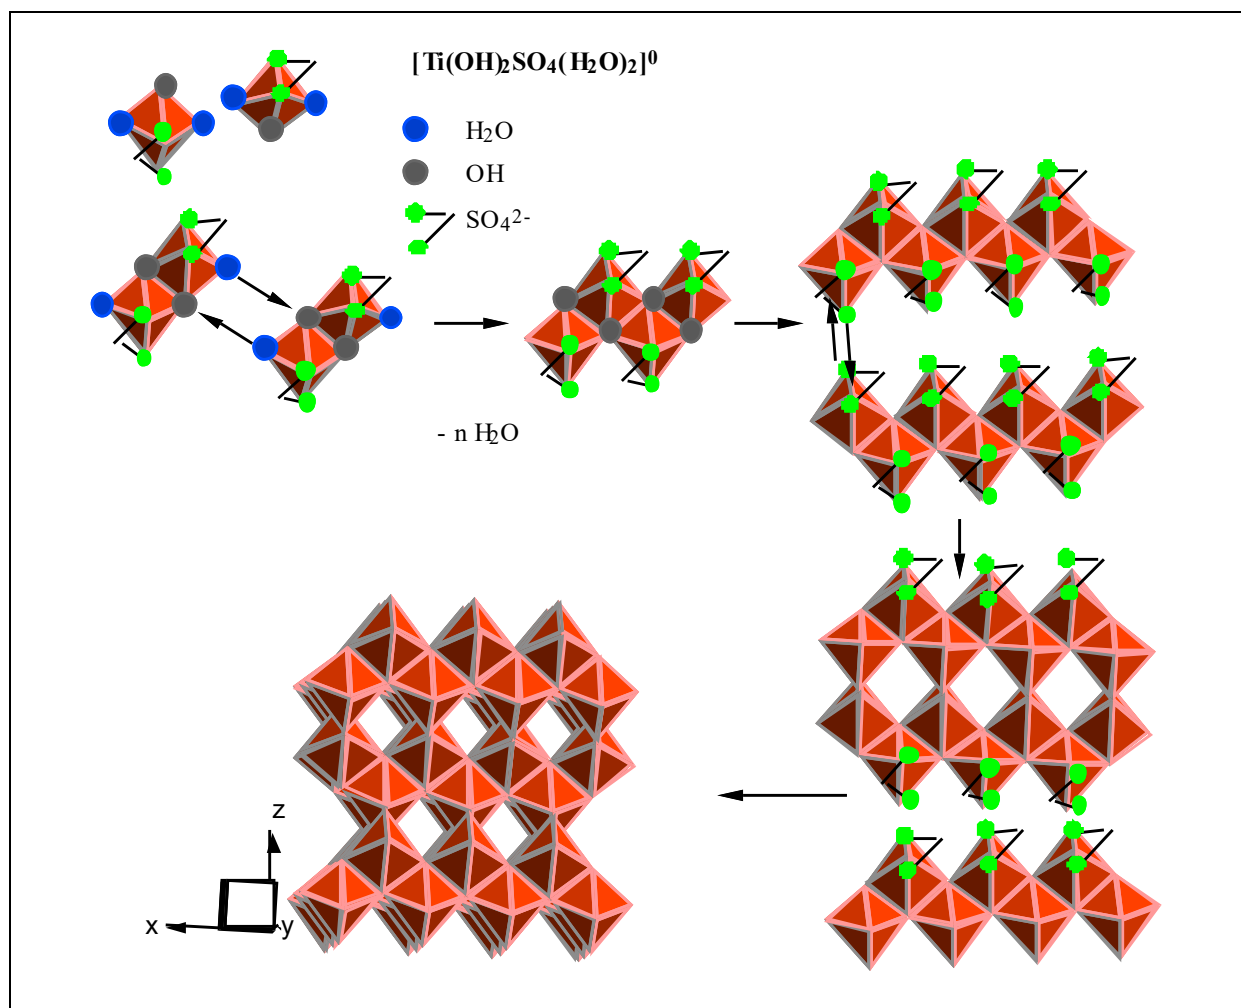 [Ti(OH)₂SO₄(H₂O)₂]⁰
H₂O
OH
SO₄²⁻
- n H₂O
z
x
y